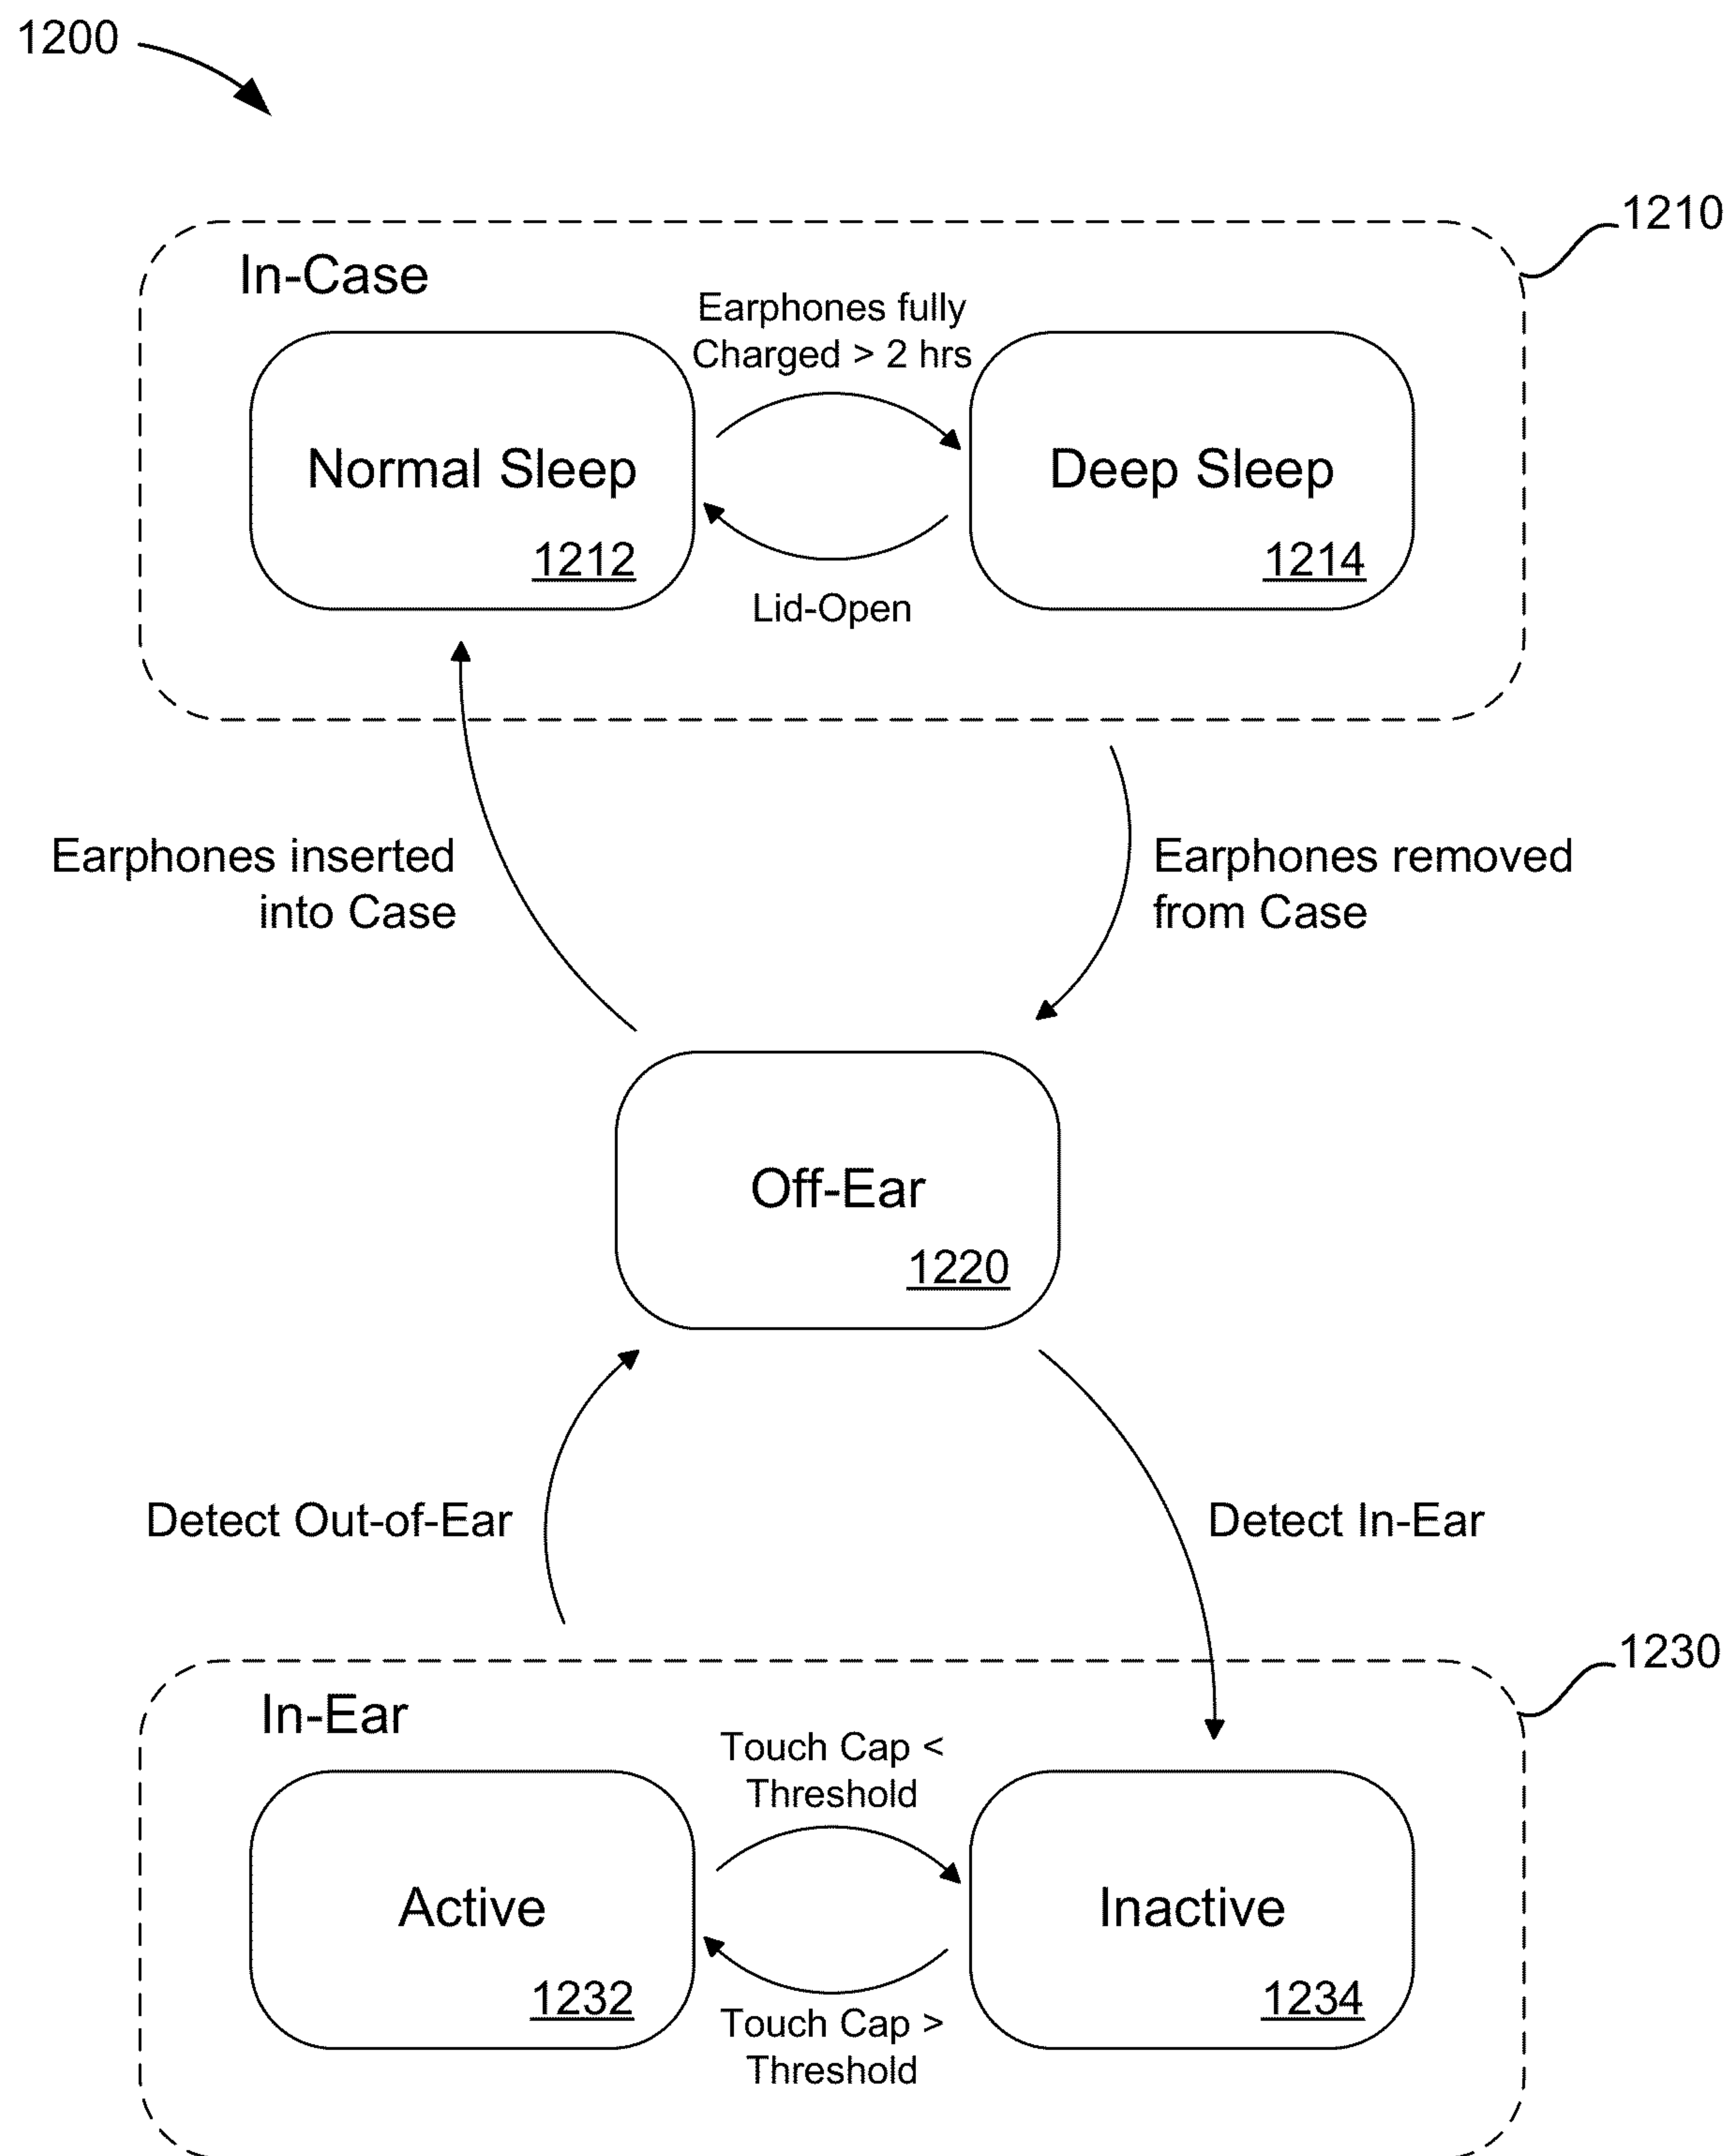 1200
1210
In-Case
Earphones fully
Charged > 2 hrs
Normal Sleep
1212
Deep Sleep
1214
Lid-Open
Earphones inserted
into Case
Earphones removed
from Case
Off-Ear
1220
Detect Out-of-Ear
Detect In-Ear
1230
In-Ear
Touch Cap <
Threshold
Active
1232
Inactive
1234
Touch Cap >
Threshold